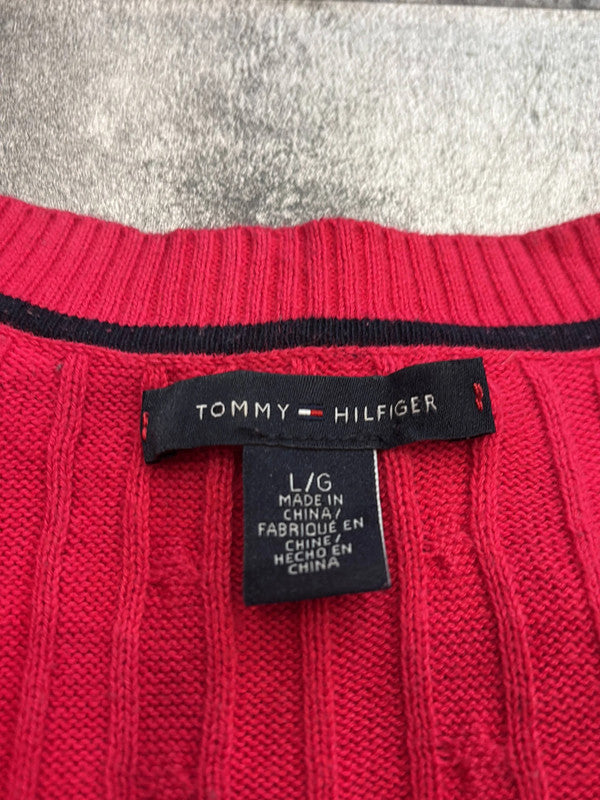 TOMMY HILFIGER
L/G
MADE IN
CHINA/
FABRIQUÉ EN
CHINE/
HECHO EN
CHINA